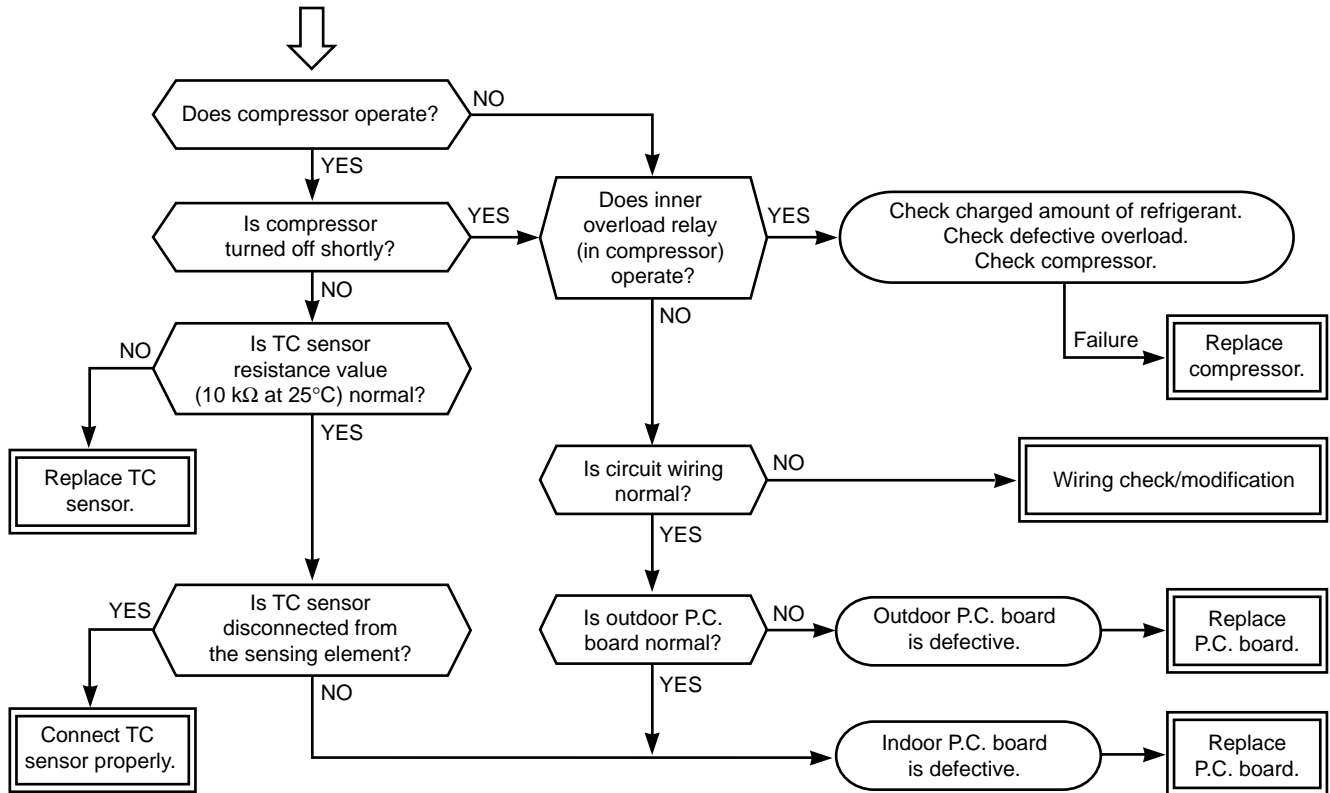 Does compressor operate?
NO
YES
Is compressor
turned off shortly?
YES
NO
Does inner
overload relay
(in compressor)
operate?
YES
NO
Check charged amount of refrigerant.
Check defective overload.
Check compressor.
Failure
Replace
compressor.
Is TC sensor
resistance value
(10 kΩ at 25°C) normal?
NO
YES
Replace TC
sensor.
Is circuit wiring
normal?
NO
YES
Wiring check/modification
Is TC sensor
disconnected from
the sensing element?
YES
NO
Connect TC
sensor properly.
Is outdoor P.C.
board normal?
NO
YES
Outdoor P.C. board
is defective.
Replace
P.C. board.
Indoor P.C. board
is defective.
Replace
P.C. board.